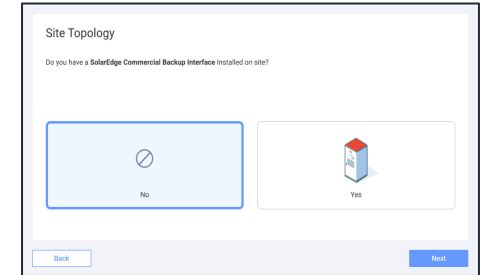 Site Topology
Do you have a SolarEdge Commercial Backup Interface Installed on site?
No
Yes
Back
Next